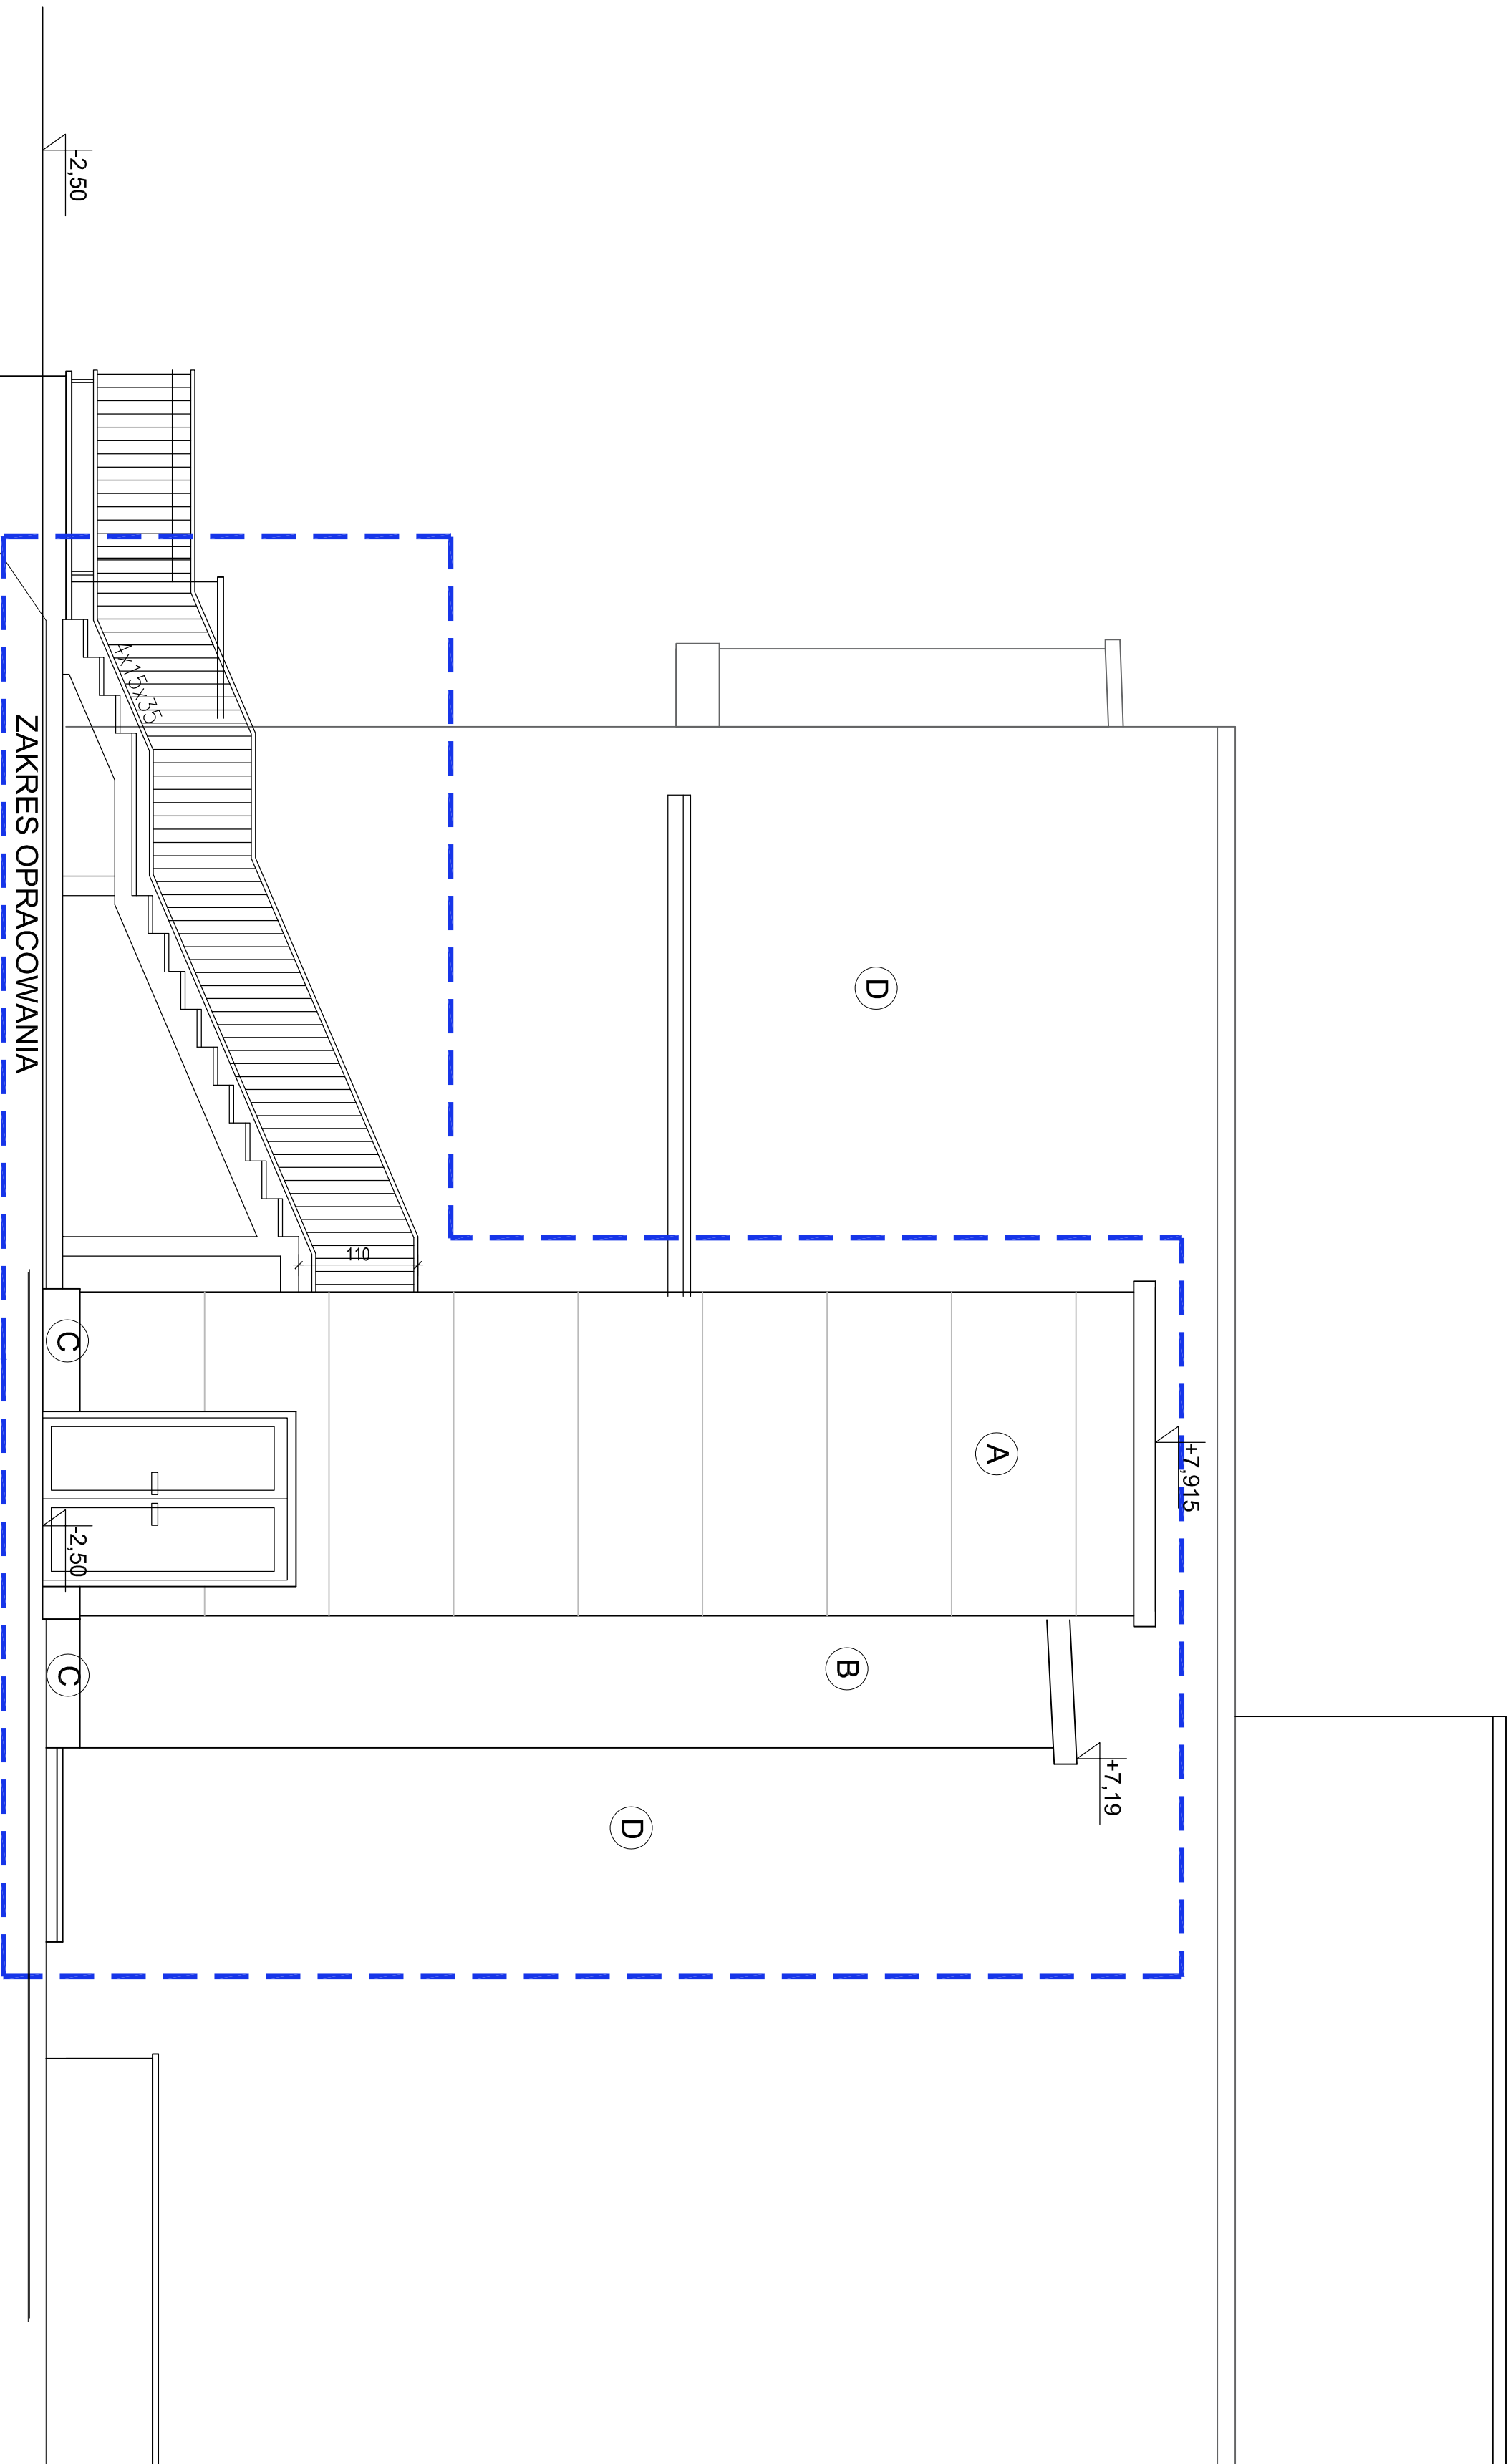 +7,915
+7,19
A
D
B
D
110
4x15x35
-2,50
-2,50
C
C
ZAKRES OPRACOWANIA